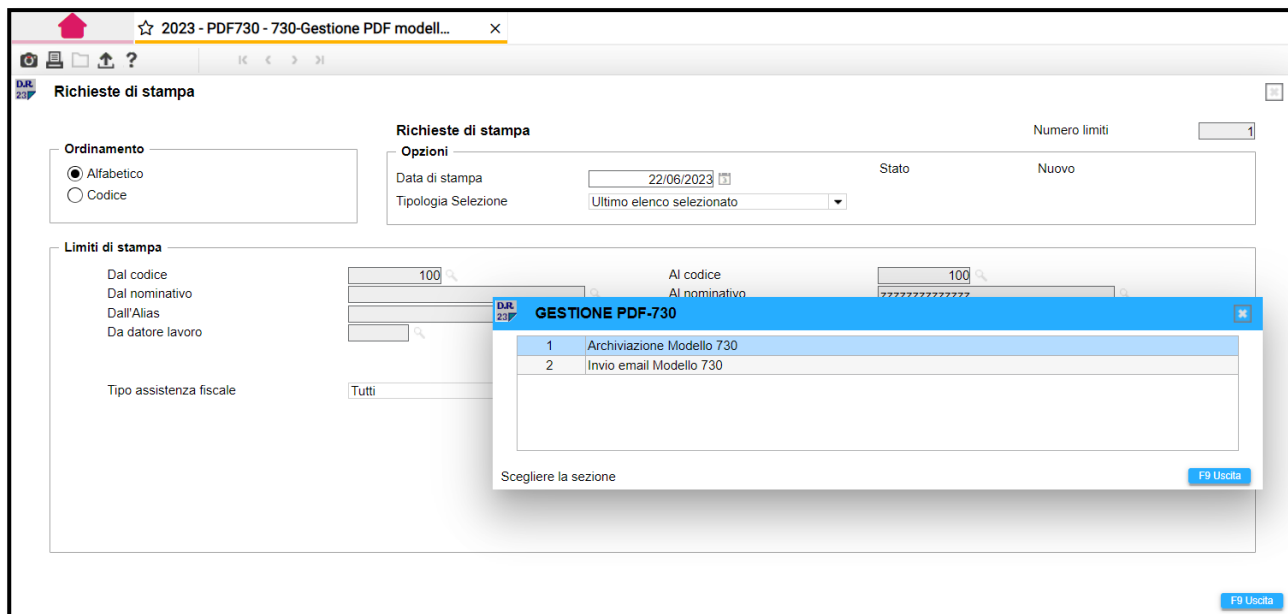 2023 - PDF730 - 730-Gestione PDF modell...
D.R. 23
Richieste di stampa
Richieste di stampa
Numero limiti 1
Ordinamento
Alfabetico
Codice
Opzioni
Data di stampa 22/06/2023
Stato Nuovo
Tipologia Selezione Ultimo elenco selezionato
Limiti di stampa
Dal codice 100 Al codice 100
Dal nominativo Al nominativo zzzzzzzzzzzzzz
Dall'Alias
Da datore lavoro
Tipo assistenza fiscale Tutti
D.R. 23
GESTIONE PDF-730
1 Archiviazione Modello 730
2 Invio email Modello 730
Scegliere la sezione
F9 Uscita
F9 Uscita